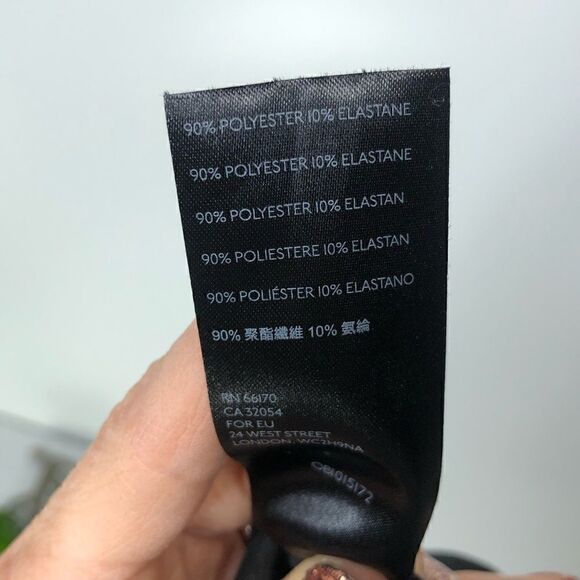 90% POLYESTER 10% ELASTANE
90% POLYESTER 10% ELASTANE
90% POLYESTER 10% ELASTAN
90% POLIESTERE 10% ELASTAN
90% POLIÉSTER 10% ELASTANO
90% 聚酯纖維 10% 氨綸
RN 66170
CA 32054
FOR EU
24 WEST STREET
LONDON, WC2H9NA
OB1015172